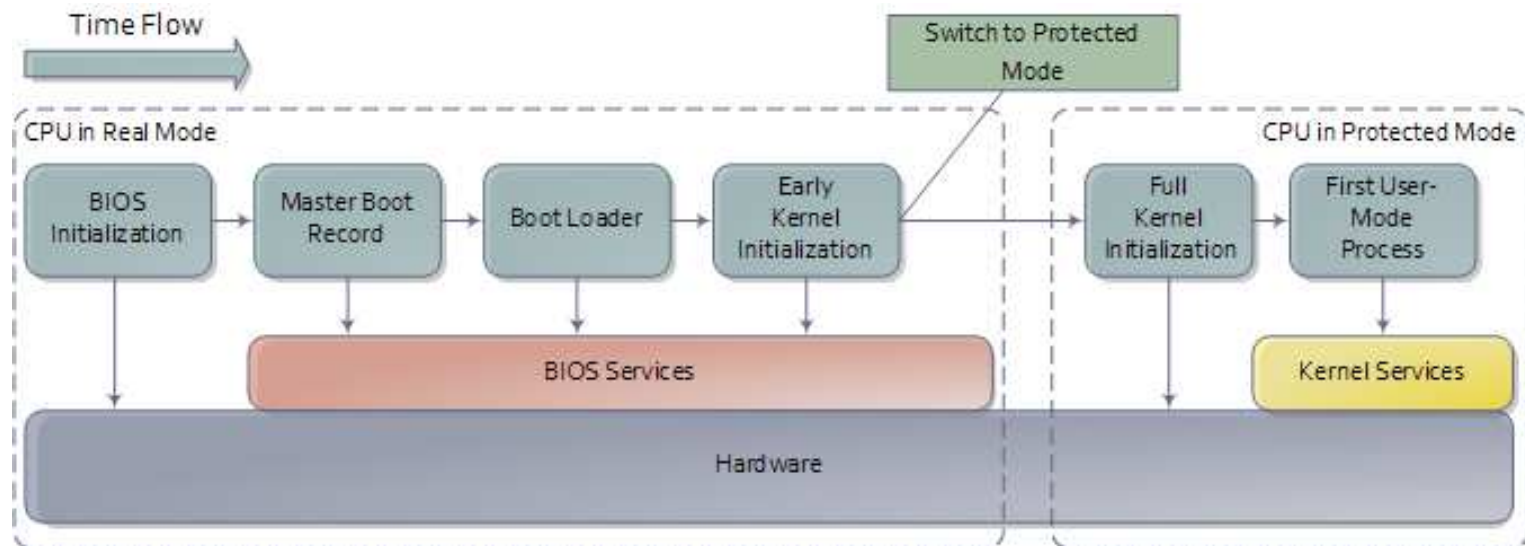 Time Flow
Switch to Protected
Mode
CPU in Real Mode
CPU in Protected Mode
BIOS
Initialization
Master Boot
Record
Boot Loader
Early
Kernel
Initialization
Full
Kernel
Initialization
First User-
Mode
Process
BIOS Services
Kernel Services
Hardware